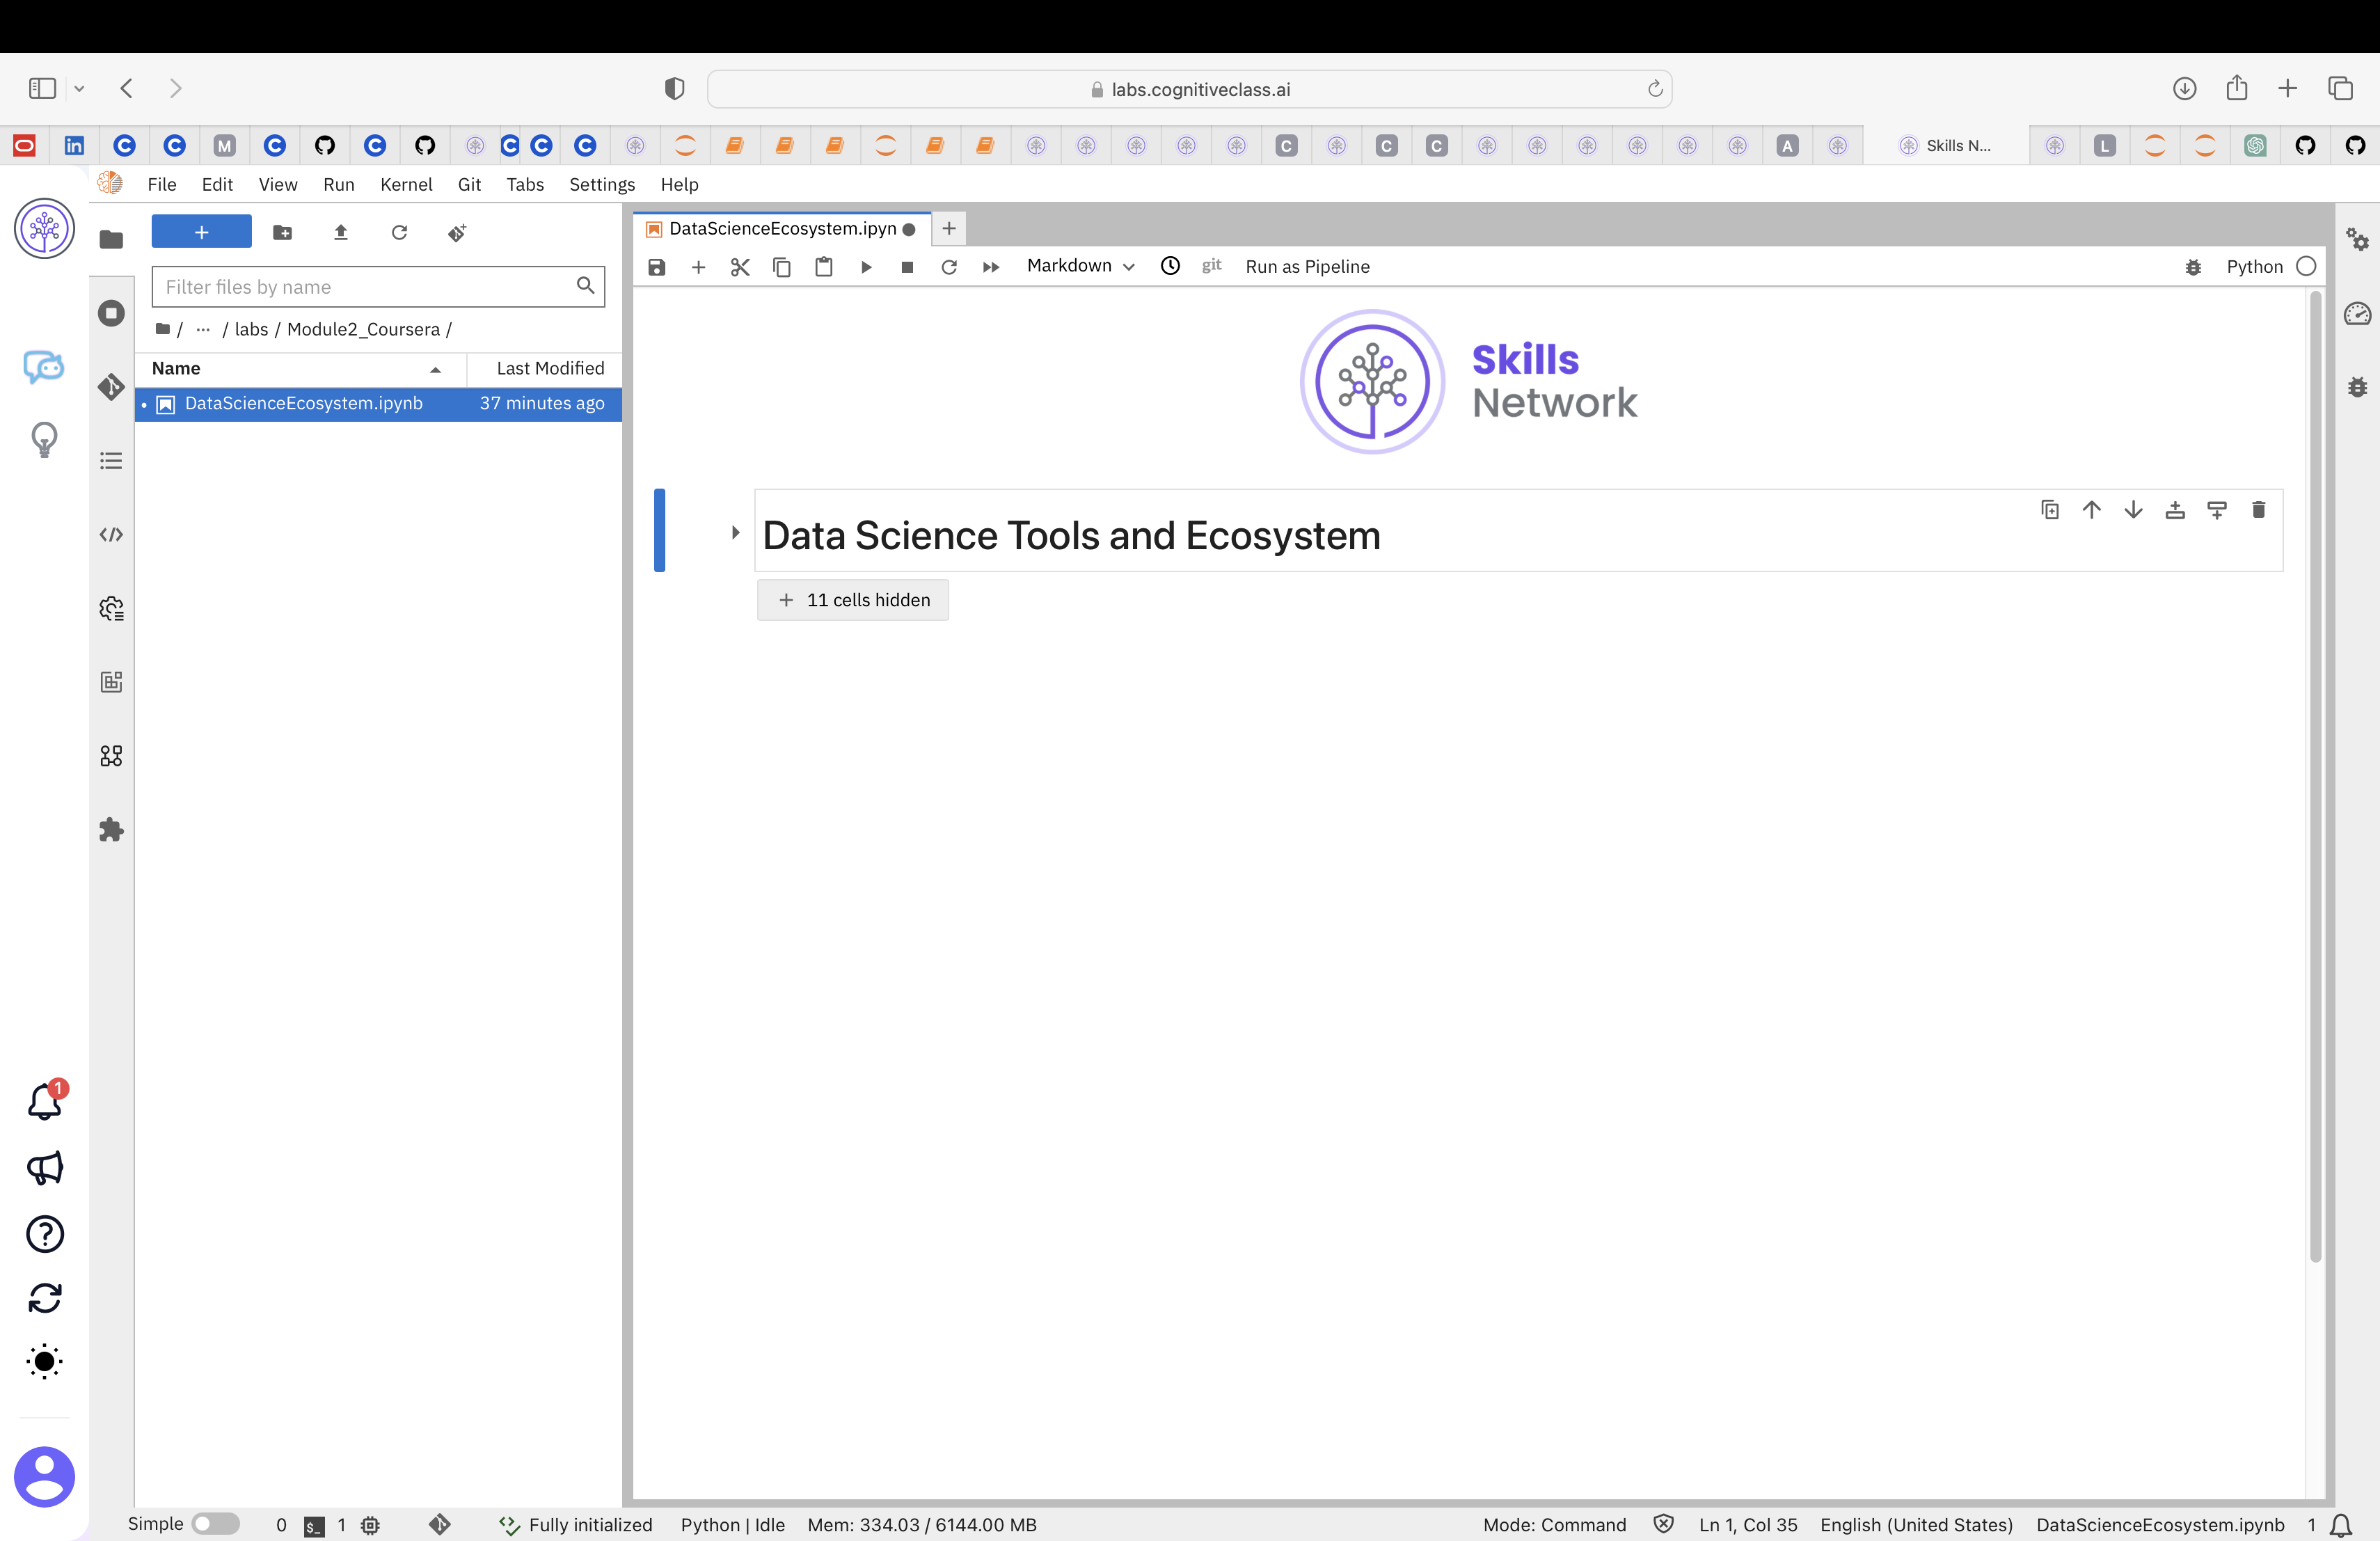 labs.cognitiveclass.ai
in C C M C C C C C C C C A Skills N... L
File Edit View Run Kernel Git Tabs Settings Help
+
DataScienceEcosystem.ipyn
Markdown git Run as Pipeline Python
Filter files by name
/ ... / labs / Module2_Coursera /
Name Last Modified
DataScienceEcosystem.ipynb 37 minutes ago
Skills
Network
Data Science Tools and Ecosystem
+ 11 cells hidden
1
Simple 0 $_ 1 Fully initialized Python | Idle Mem: 334.03 / 6144.00 MB Mode: Command Ln 1, Col 35 English (United States) DataScienceEcosystem.ipynb 1